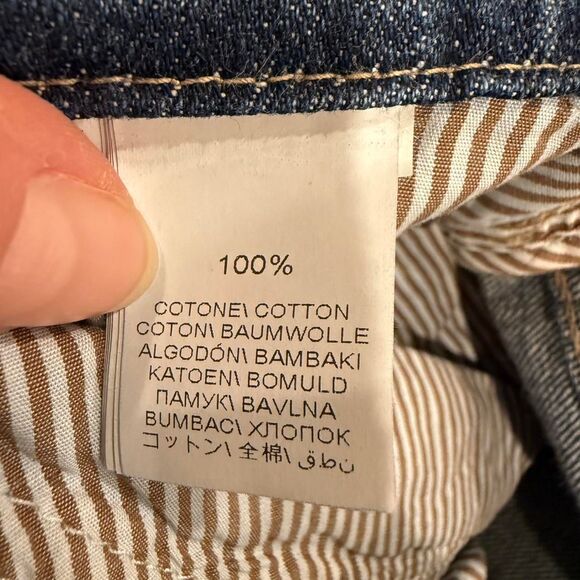 100%
COTONE\ COTTON
COTON\ BAUMWOLLE
ALGODÓN\ BAMBAKI
KATOEN\ BOMULD
ПАМУК\ BAVLNA
BUMBAC\ ХЛОПОК
コットン\ 全棉\ نطق